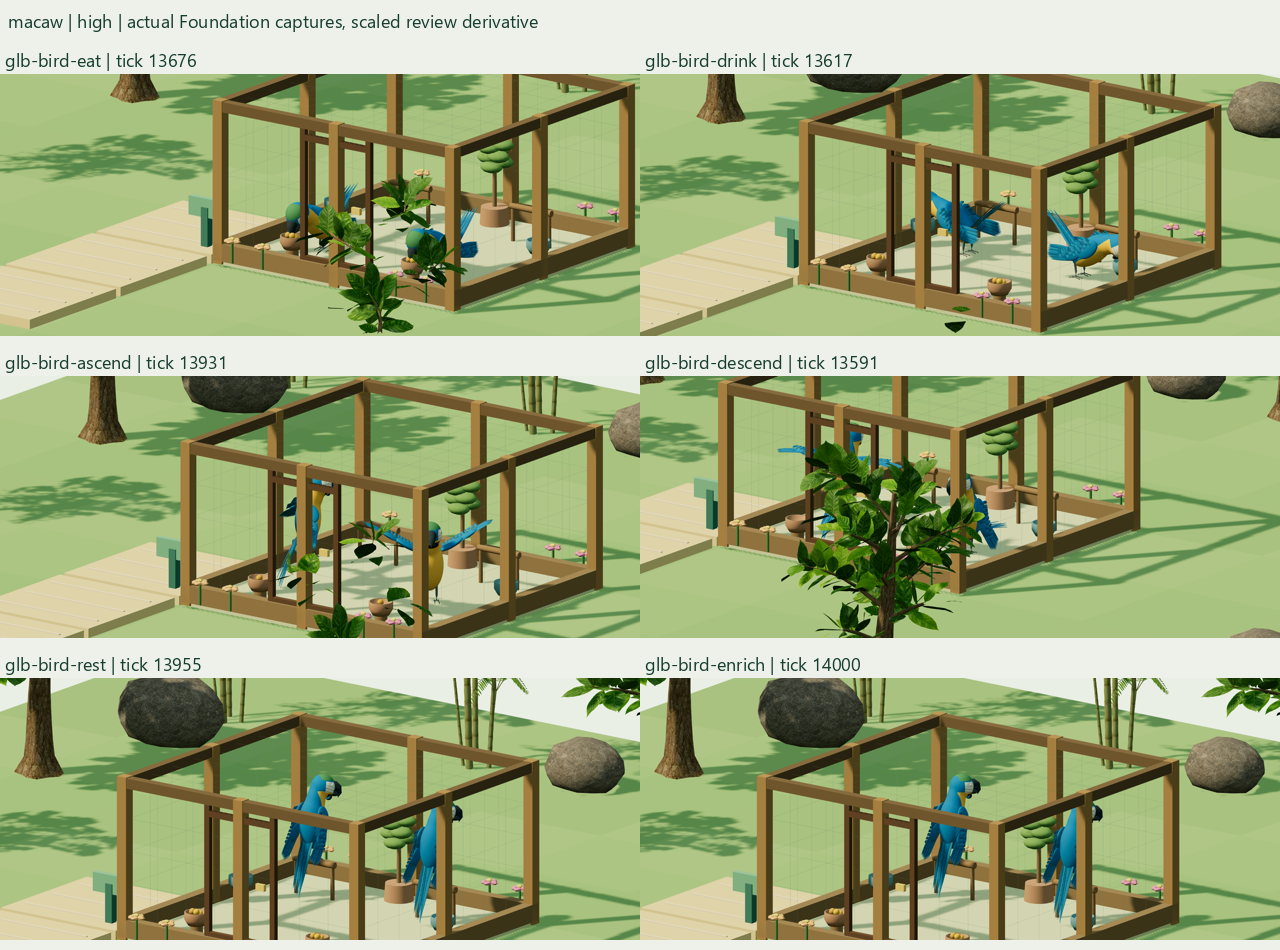 macaw | high | actual Foundation captures, scaled review derivative
glb-bird-eat | tick 13676
glb-bird-drink | tick 13617
glb-bird-ascend | tick 13931
glb-bird-descend | tick 13591
glb-bird-rest | tick 13955
glb-bird-enrich | tick 14000